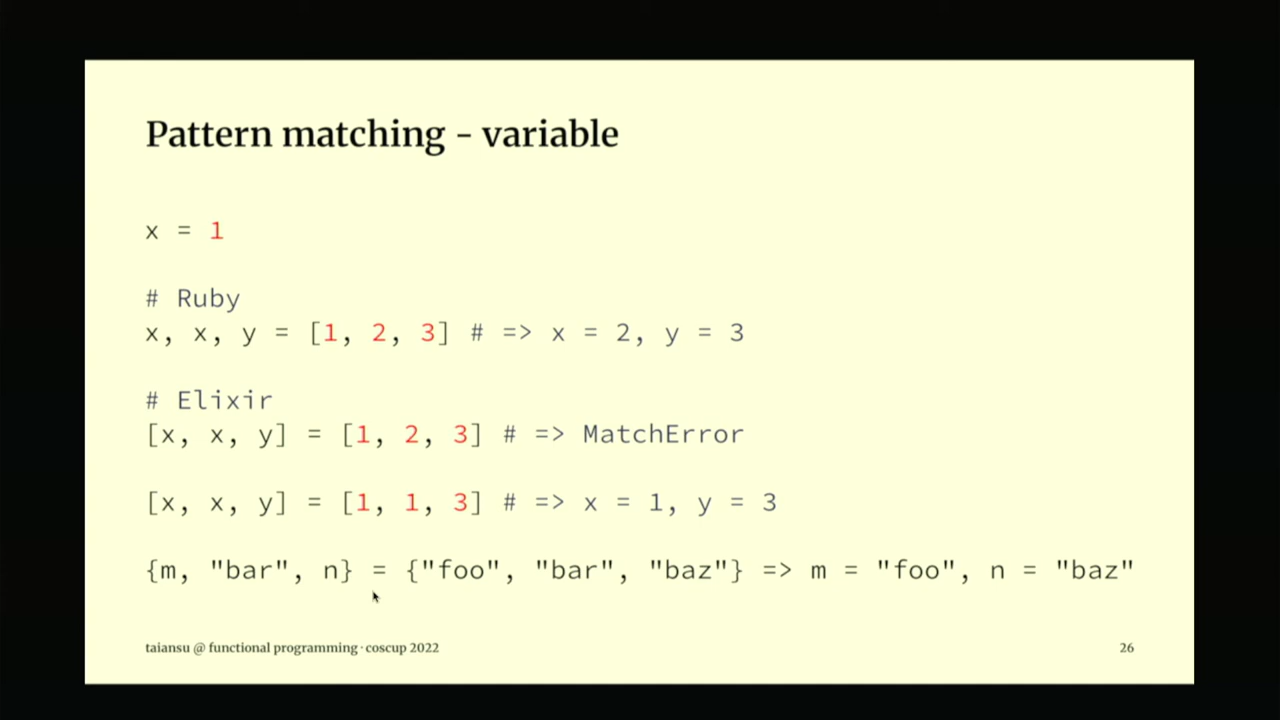 Pattern matching - variable
x = 1
# Ruby
x, x, y = [1, 2, 3] # => x = 2, y = 3
# Elixir
[x, x, y] = [1, 2, 3] # => MatchError
[x, x, y] = [1, 1, 3] # => x = 1, y = 3
{m, "bar", n} = {"foo", "bar", "baz"} => m = "foo", n = "baz"
taiansu @ functional programming · coscup 2022
26